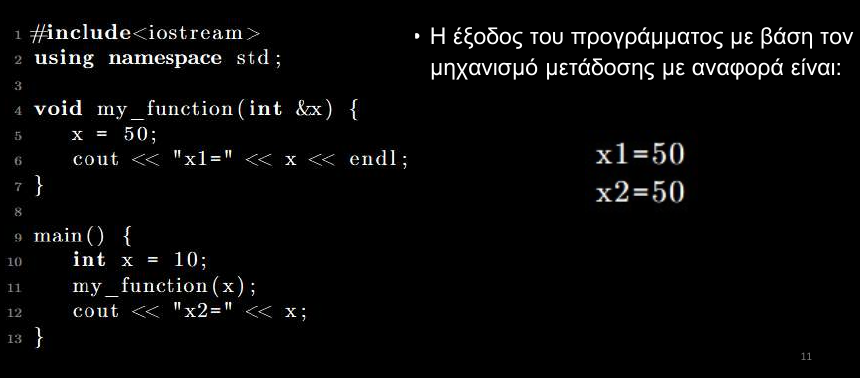 1 #include<iostream>
2 using namespace std;
3
4 void my_function(int &x) {
5 x = 50;
6 cout << "x1=" << x << endl;
7 }
8
9 main() {
10 int x = 10;
11 my_function(x);
12 cout << "x2=" << x;
13 }
• Η έξοδος του προγράμματος με βάση τον
μηχανισμό μετάδοσης με αναφορά είναι:
x1=50
x2=50
11